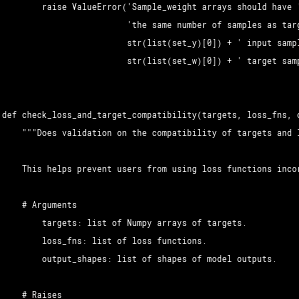 raise ValueError('Sample_weight arrays should have
'the same number of samples as targ
str(list(set_y)[0]) + ' input sampl
str(list(set_w)[0]) + ' target samp
def check_loss_and_target_compatibility(targets, loss_fns, o
"""Does validation on the compatibility of targets and l
This helps prevent users from using loss functions incor
# Arguments
targets: list of Numpy arrays of targets.
loss_fns: list of loss functions.
output_shapes: list of shapes of model outputs.
# Raises